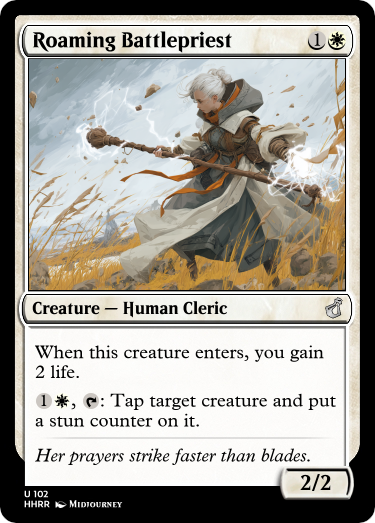 Roaming Battlepriest 1
Creature — Human Cleric
When this creature enters, you gain
2 life.
1, : Tap target creature and put
a stun counter on it.
Her prayers strike faster than blades.
2/2
U 102
HHRR Midjourney